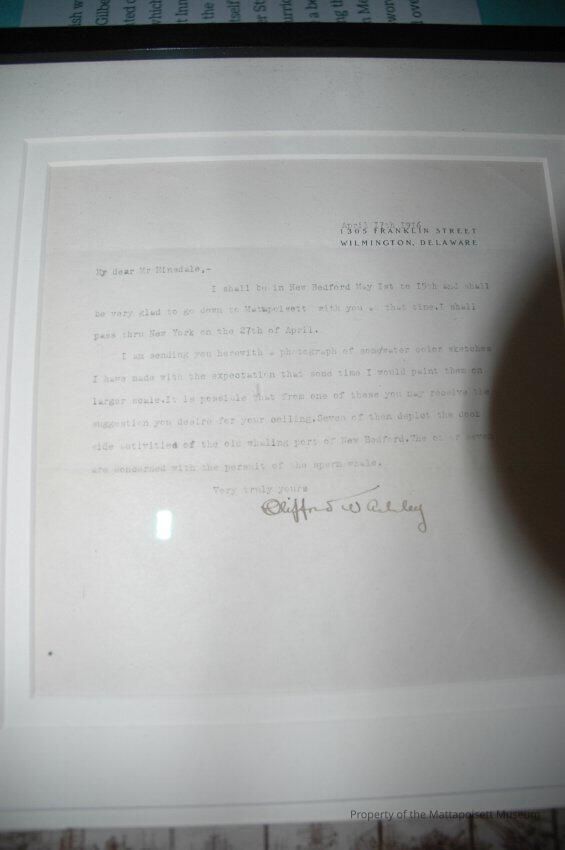 April 17th 1916
1305 FRANKLIN STREET
WILMINGTON, DELAWARE
My dear Mr Hinsdale,-
I shall be in New Bedford May 1st to 15th and shall
be very glad to go down to Mattapoisett with you at that time.I shall
pass thru New York on the 27th of April.
I am sending you herewith a photograph of some water color sketches
I have made with the expectation that some time I would paint them on
larger scale.It is possible that from one of these you may receive the
suggestion you desire for your ceiling.Seven of them depict the dock
side activities of the old whaling port of New Bedford.The other seven
are concerned with the persuit of the sperm whale.
Very truly yours
Clifford W Ashley
Property of the Mattapoisett Museum